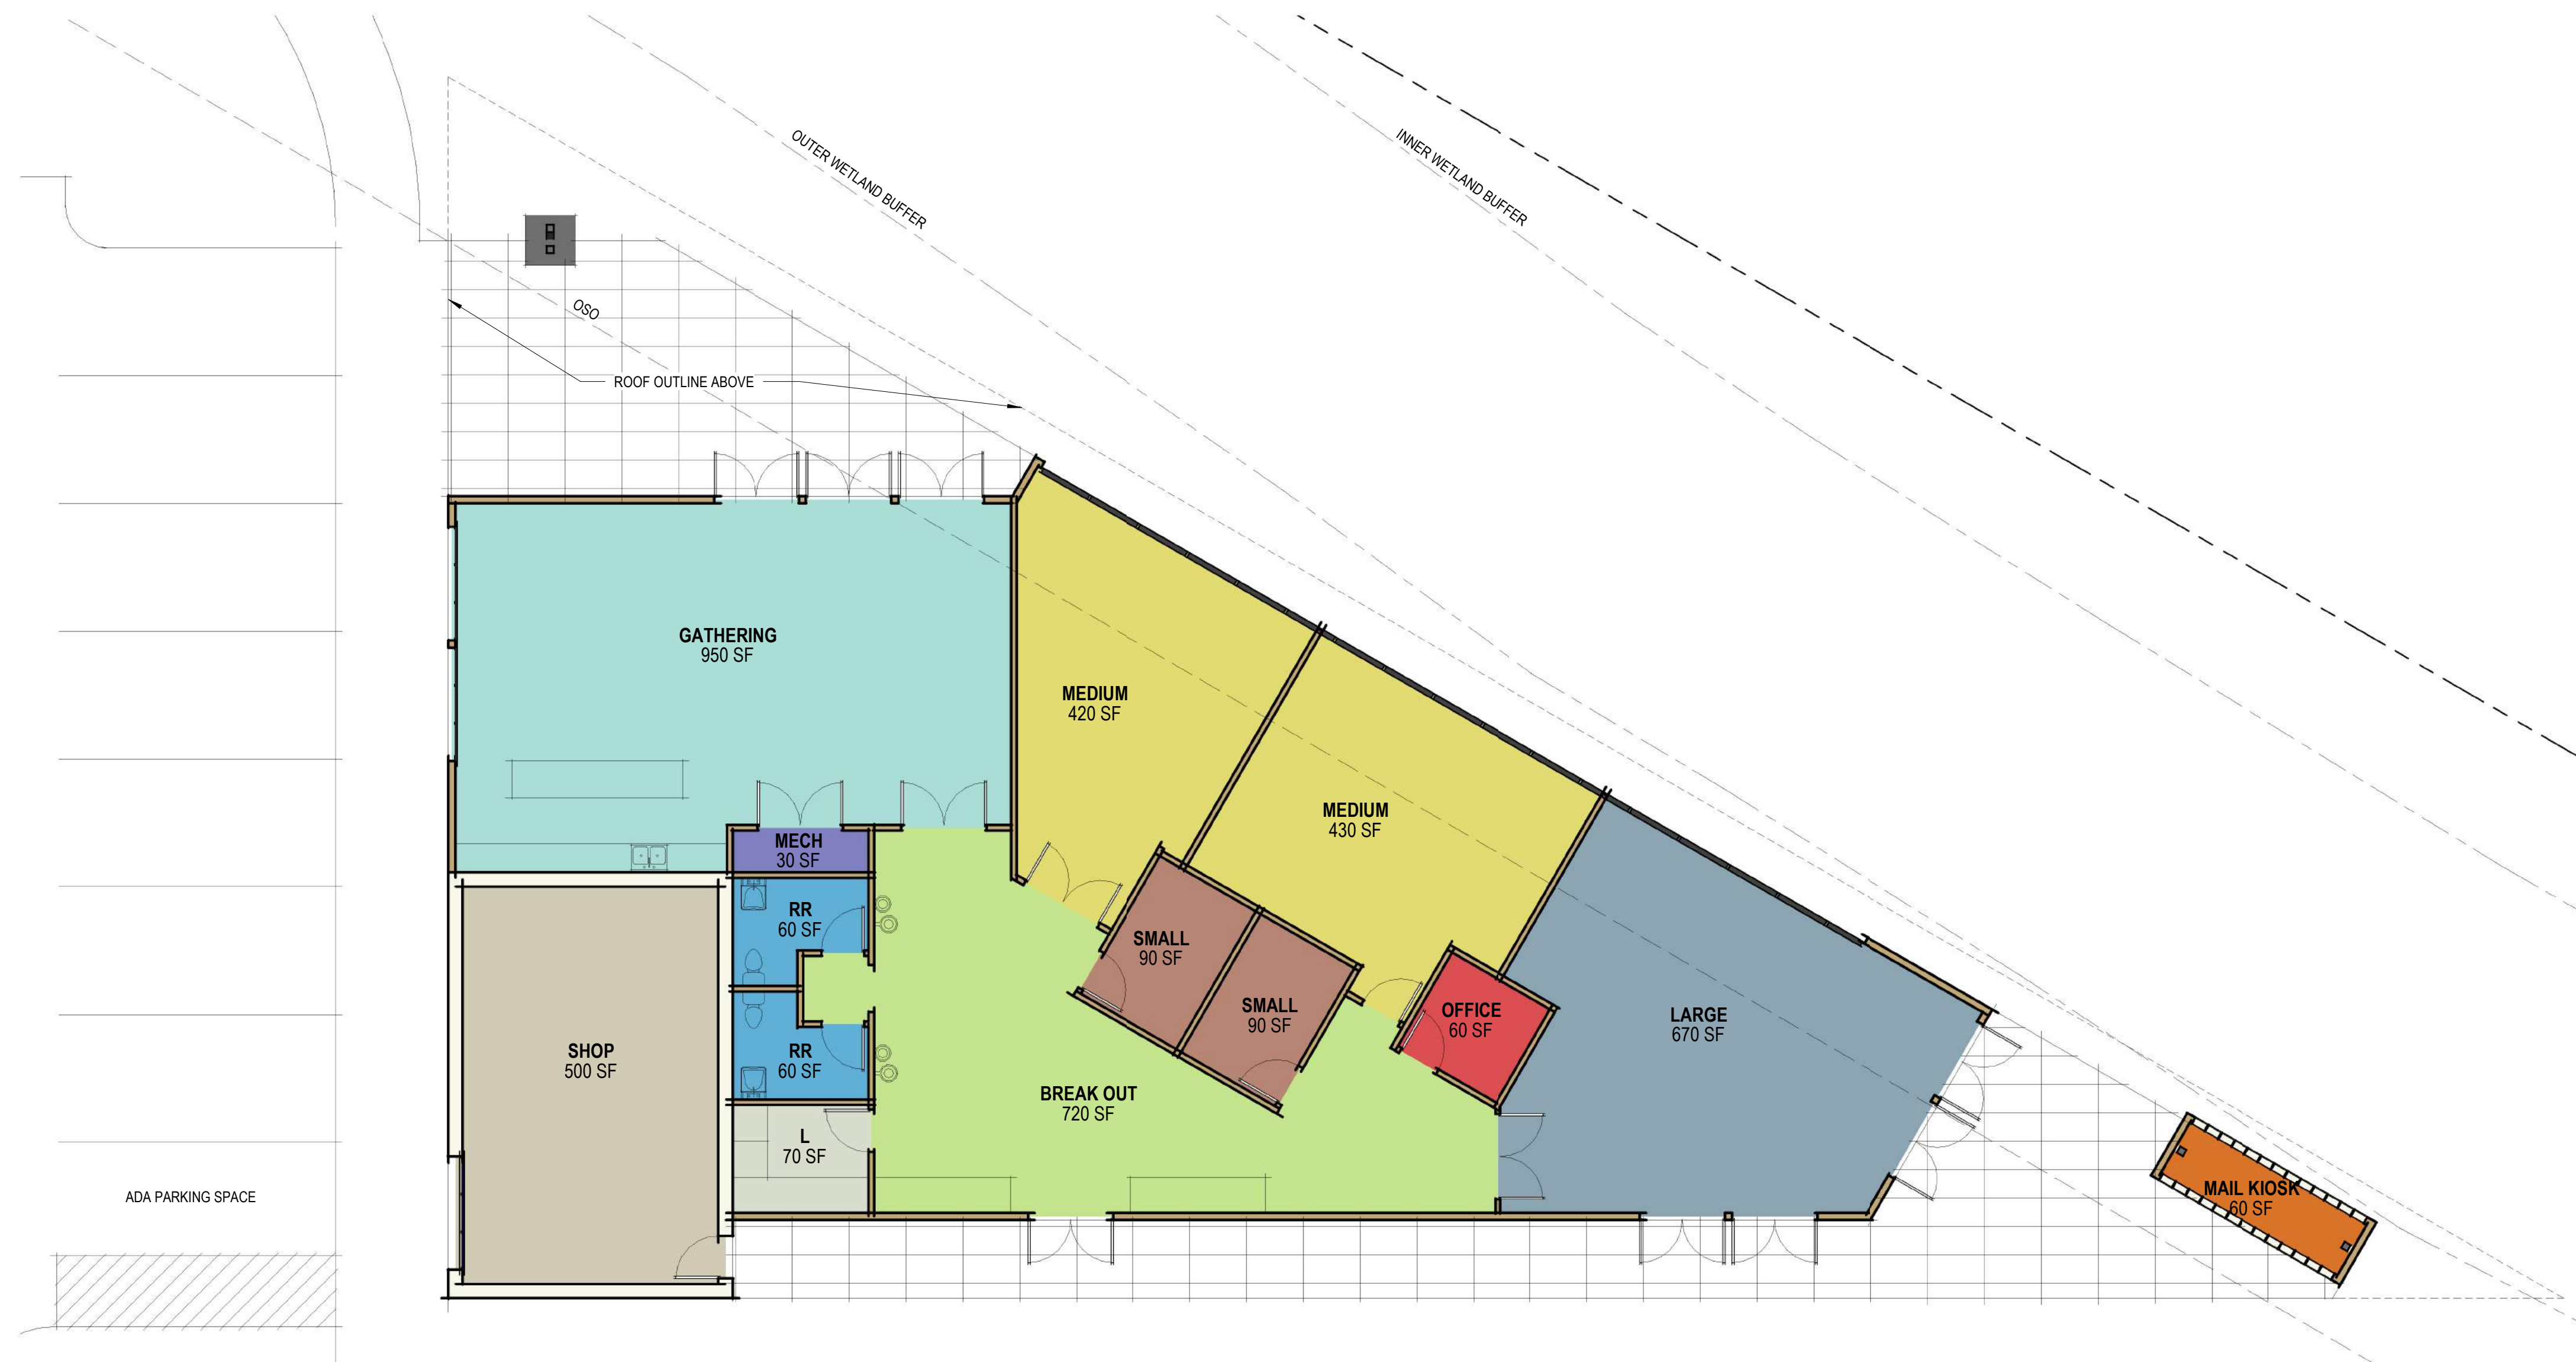 OUTER WETLAND BUFFER
INNER WETLAND BUFFER
OSO
ROOF OUTLINE ABOVE
GATHERING
950 SF
MEDIUM
420 SF
MEDIUM
430 SF
MECH
30 SF
RR
60 SF
SMALL
90 SF
SMALL
90 SF
OFFICE
60 SF
LARGE
670 SF
SHOP
500 SF
RR
60 SF
BREAK OUT
720 SF
L
70 SF
ADA PARKING SPACE
MAIL KIOSK
60 SF